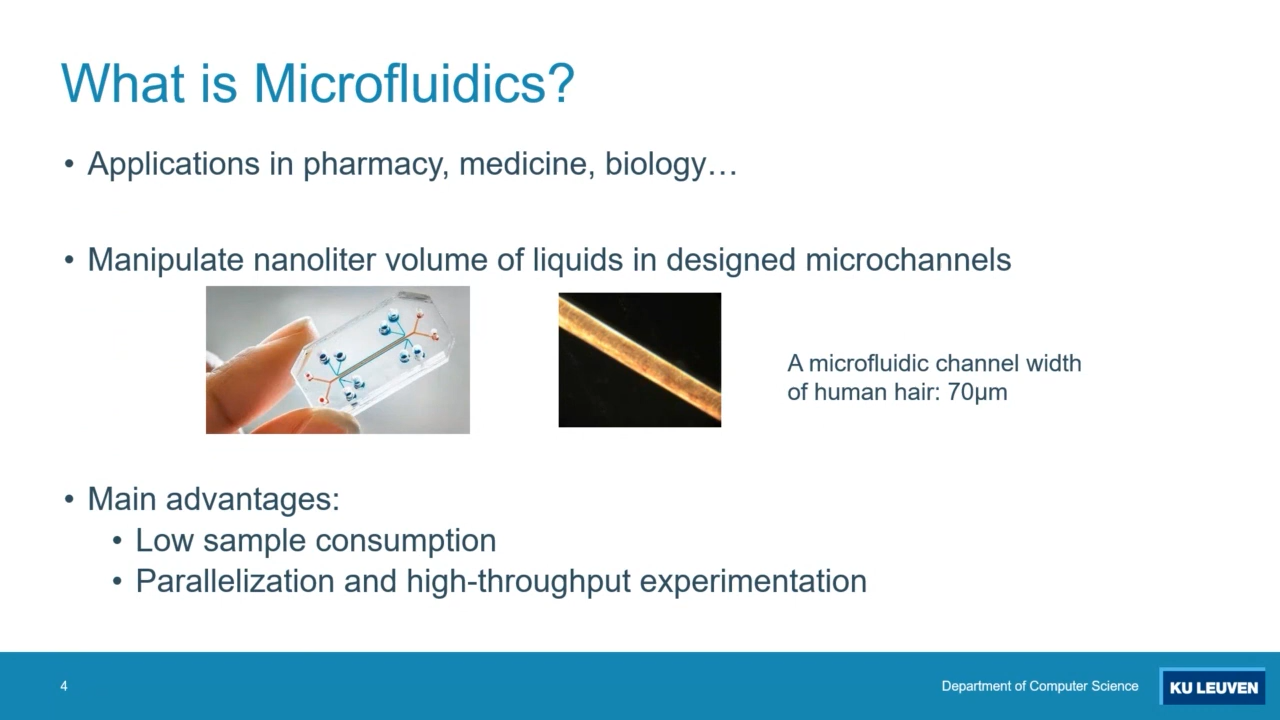 What is Microfluidics?
• Applications in pharmacy, medicine, biology…
• Manipulate nanoliter volume of liquids in designed microchannels
A microfluidic channel width
of human hair: 70µm
• Main advantages:
• Low sample consumption
• Parallelization and high-throughput experimentation
4
Department of Computer Science
KU LEUVEN